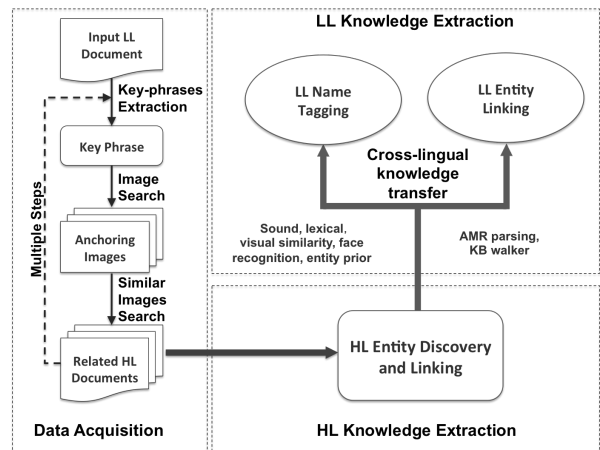 Input LL
Document
Key-phrases
Extraction
Key Phrase
Image
Search
Anchoring
Images
Similar
Images
Search
Related HL
Documents
Multiple Steps
Data Acquisition
LL Knowledge Extraction
LL Name
Tagging
LL Entity
Linking
Cross-lingual
knowledge
transfer
Sound, lexical,
visual similarity, face
recognition, entity prior
AMR parsing,
KB walker
HL Entity Discovery
and Linking
HL Knowledge Extraction